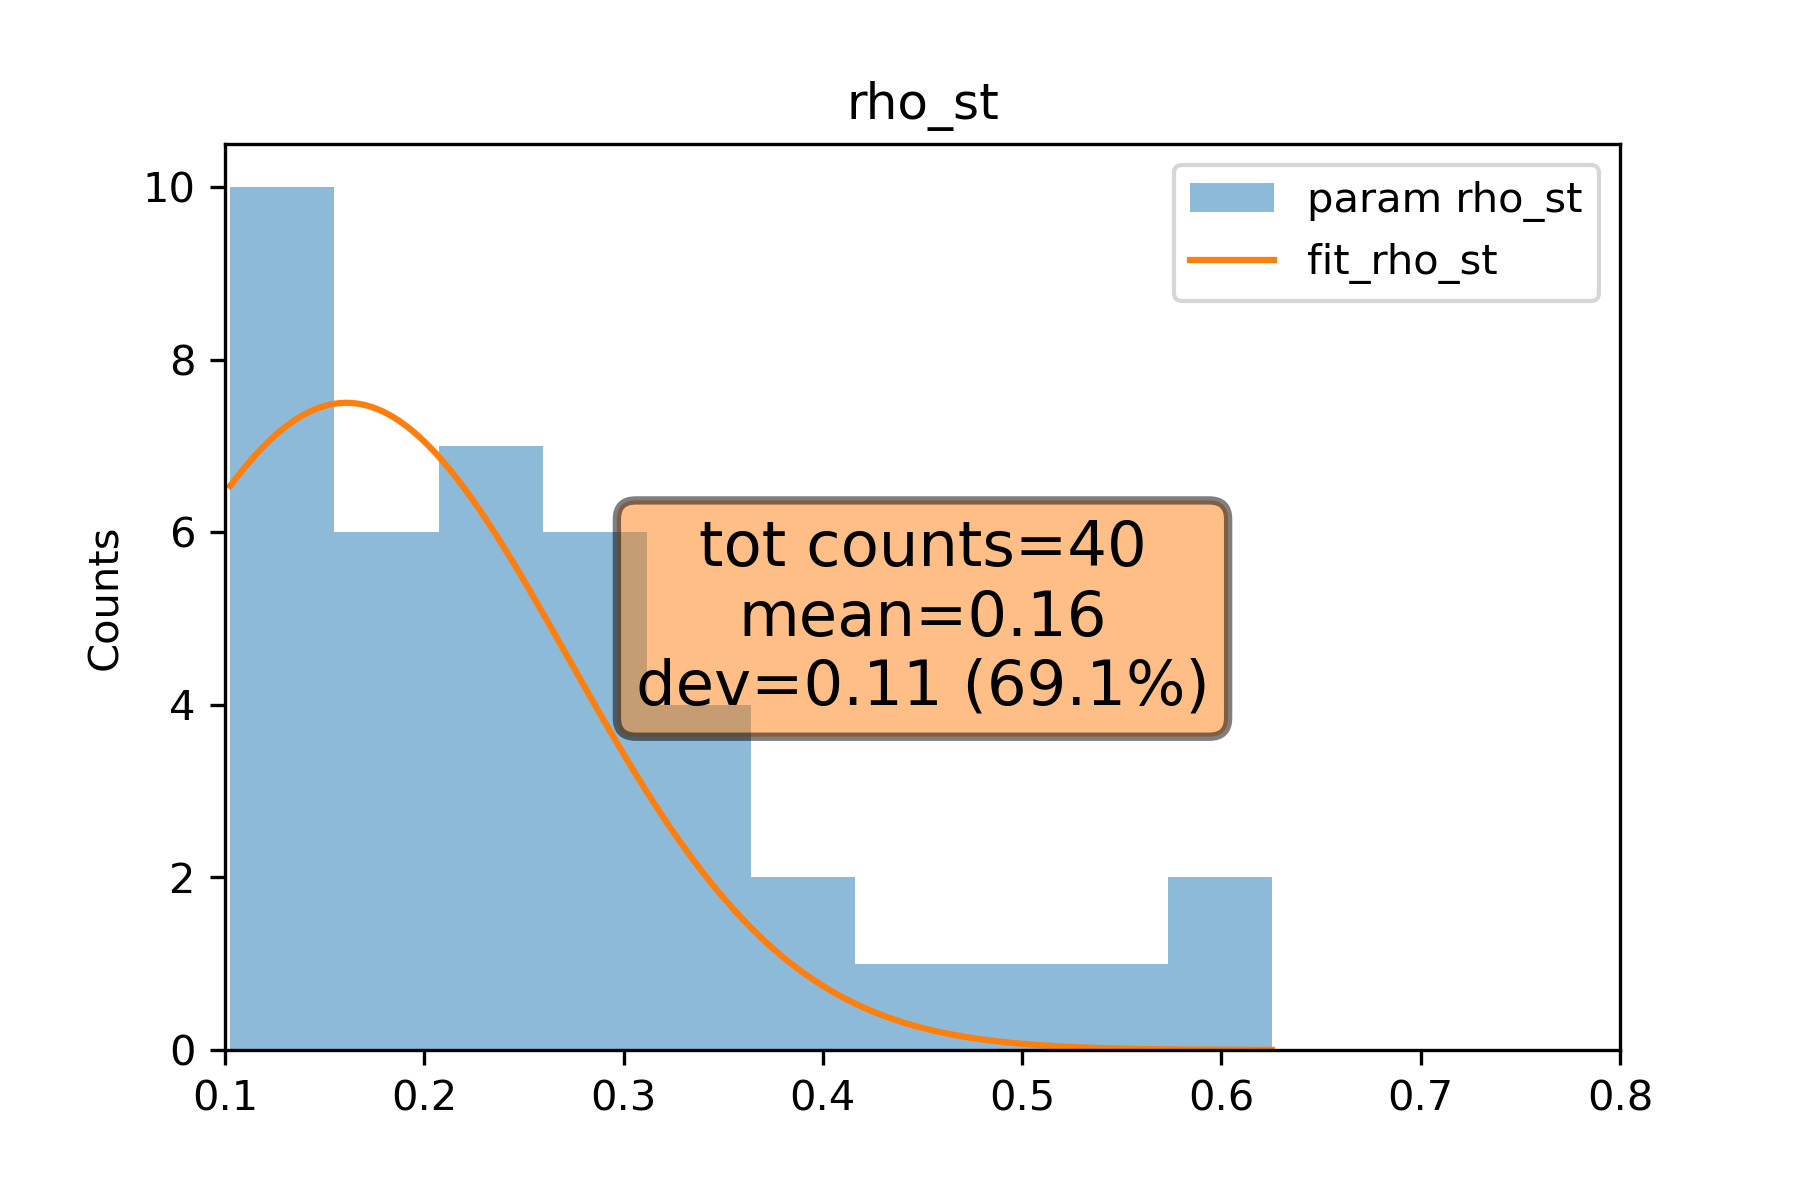 rho_st
10
8
6
4
2
0
Counts
param rho_st
fit_rho_st
tot counts=40
mean=0.16
dev=0.11 (69.1%)
0.1 0.2 0.3 0.4 0.5 0.6 0.7 0.8